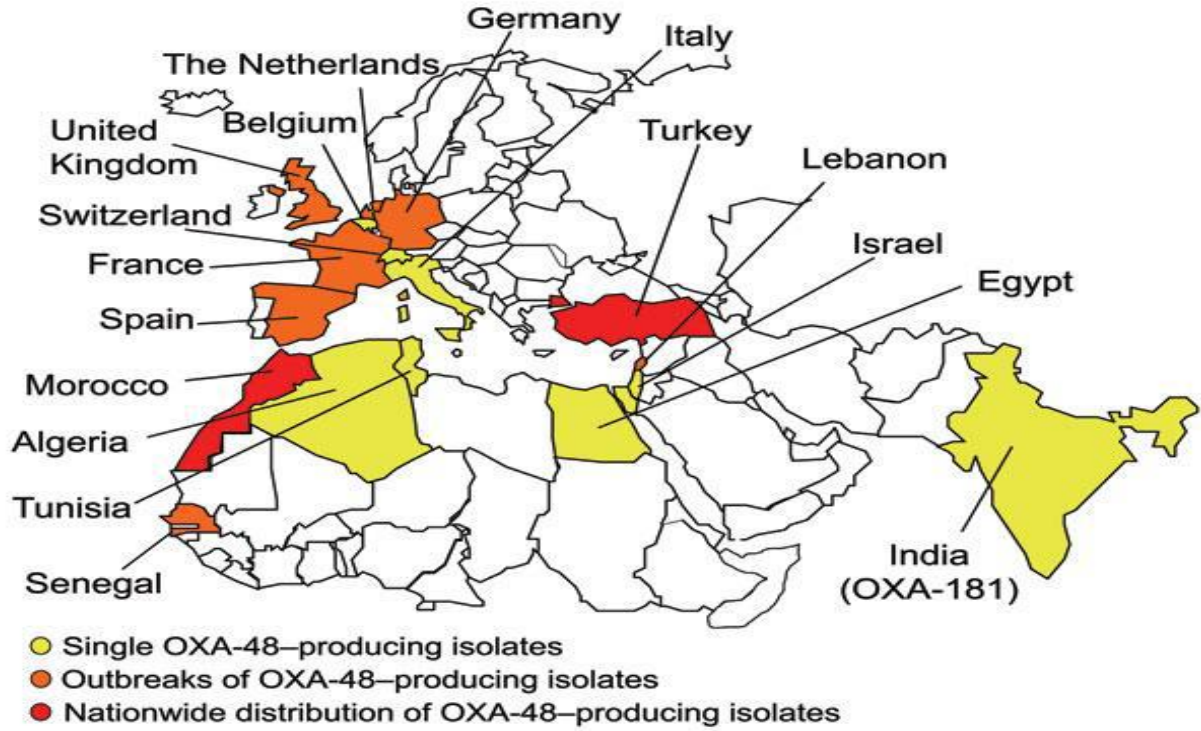 Germany
Italy
The Netherlands
Belgium
United
Kingdom
Turkey
Lebanon
Switzerland
Israel
France
Egypt
Spain
Morocco
Algeria
Tunisia
Senegal
India
(OXA-181)
Single OXA-48–producing isolates
Outbreaks of OXA-48–producing isolates
Nationwide distribution of OXA-48–producing isolates